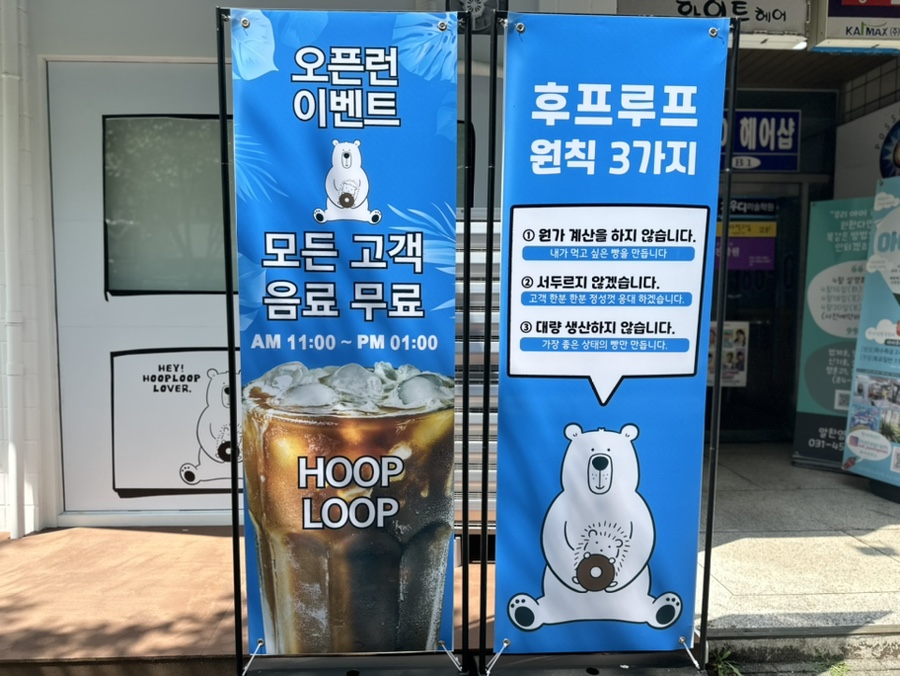 오픈런
이벤트
모든 고객
음료 무료
AM 11:00 ~ PM 01:00
HOOP
LOOP
후프루프
원칙 3가지
① 원가 계산을 하지 않습니다.
내가 먹고 싶은 빵을 만듭니다
② 서두르지 않겠습니다.
고객 한분 한분 정성껏 응대 하겠습니다.
③ 대량 생산하지 않습니다.
가장 좋은 상태의 빵만 만듭니다.
HEY!
HOOPLOOP
LOVER.
헤어
KAIMAX
헤어샵
B1